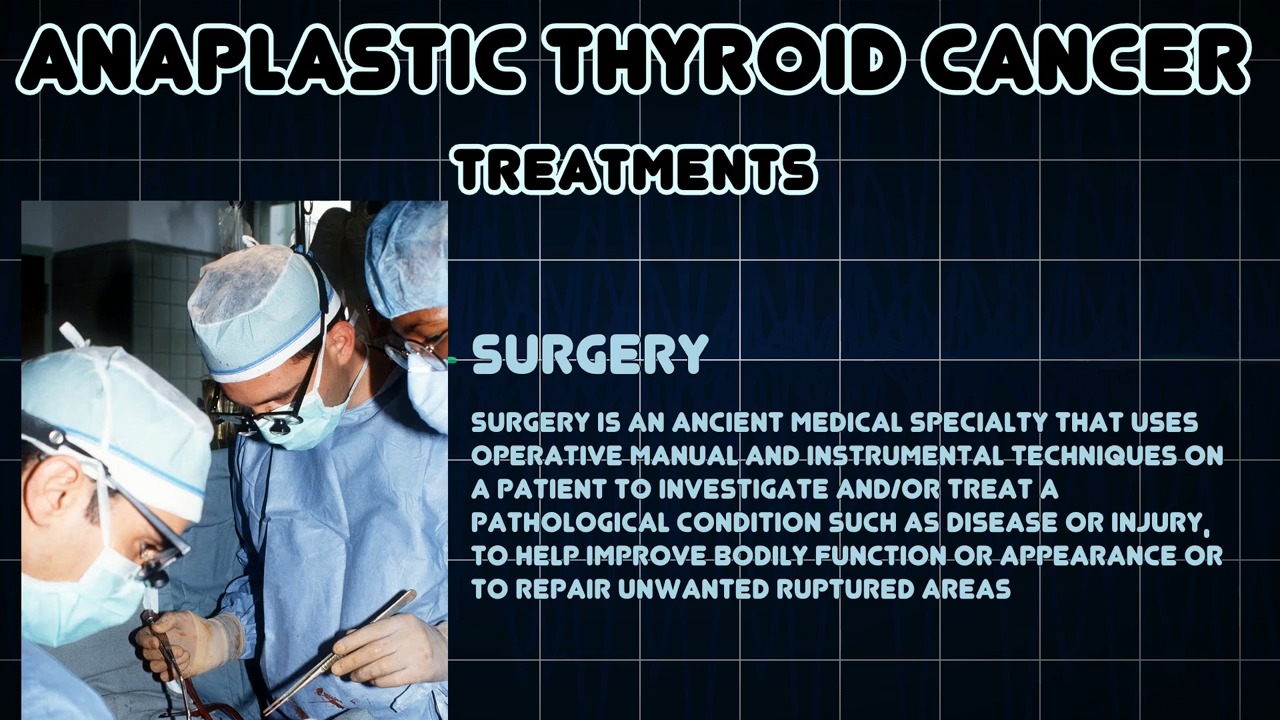 ANAPLASTIC THYROID CANCER
TREATMENTS
SURGERY
SURGERY IS AN ANCIENT MEDICAL SPECIALTY THAT USES
OPERATIVE MANUAL AND INSTRUMENTAL TECHNIQUES ON
A PATIENT TO INVESTIGATE AND/OR TREAT A
PATHOLOGICAL CONDITION SUCH AS DISEASE OR INJURY,
TO HELP IMPROVE BODILY FUNCTION OR APPEARANCE OR
TO REPAIR UNWANTED RUPTURED AREAS